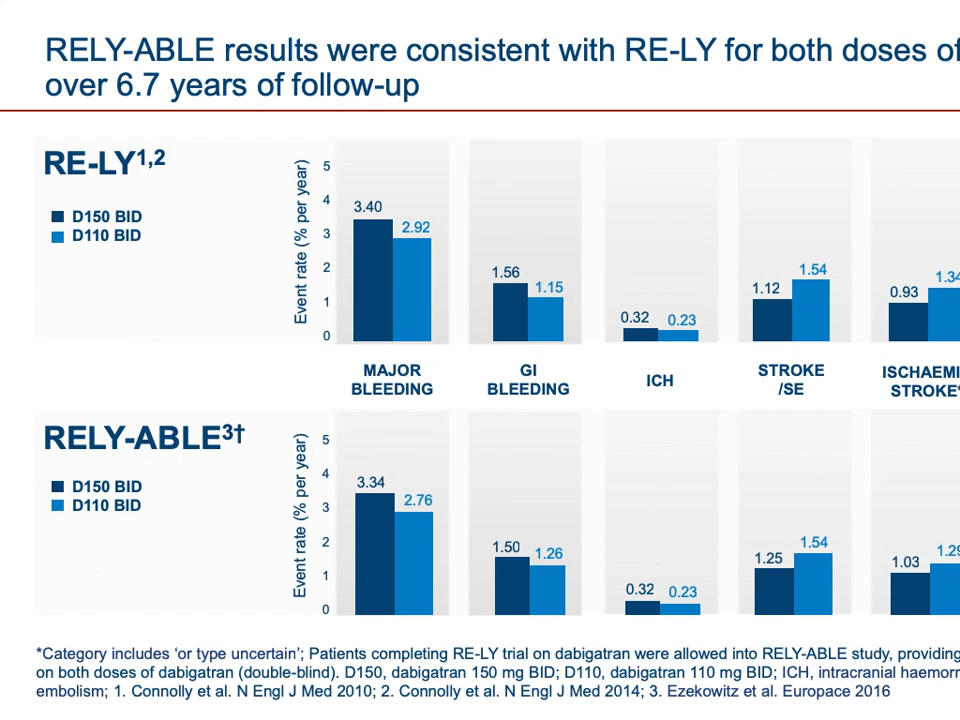 RELY-ABLE results were consistent with RE-LY for both doses of
over 6.7 years of follow-up
RE-LY1,2
D150 BID
D110 BID
Event rate (% per year)
5
4
3
2
1
0
3.40
2.92
1.56
1.15
0.32
0.23
1.12
1.54
0.93
1.34
MAJOR
BLEEDING
GI
BLEEDING
ICH
STROKE
/SE
ISCHAEMI
STROKE*
RELY-ABLE3†
D150 BID
D110 BID
Event rate (% per year)
5
4
3
2
1
0
3.34
2.76
1.50
1.26
0.32
0.23
1.25
1.54
1.03
1.29
*Category includes ‘or type uncertain’; Patients completing RE-LY trial on dabigatran were allowed into RELY-ABLE study, providing
on both doses of dabigatran (double-blind). D150, dabigatran 150 mg BID; D110, dabigatran 110 mg BID; ICH, intracranial haemorr
embolism; 1. Connolly et al. N Engl J Med 2010; 2. Connolly et al. N Engl J Med 2014; 3. Ezekowitz et al. Europace 2016